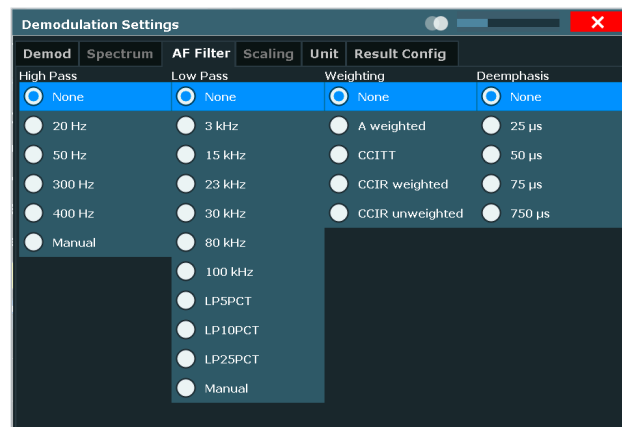 Demodulation Settings
Demod Spectrum AF Filter Scaling Unit Result Config
High Pass Low Pass Weighting Deemphasis
None None None None
20 Hz 3 kHz A weighted 25 µs
50 Hz 15 kHz CCITT 50 µs
300 Hz 23 kHz CCIR weighted 75 µs
400 Hz 30 kHz CCIR unweighted 750 µs
Manual 80 kHz
100 kHz
LP5PCT
LP10PCT
LP25PCT
Manual